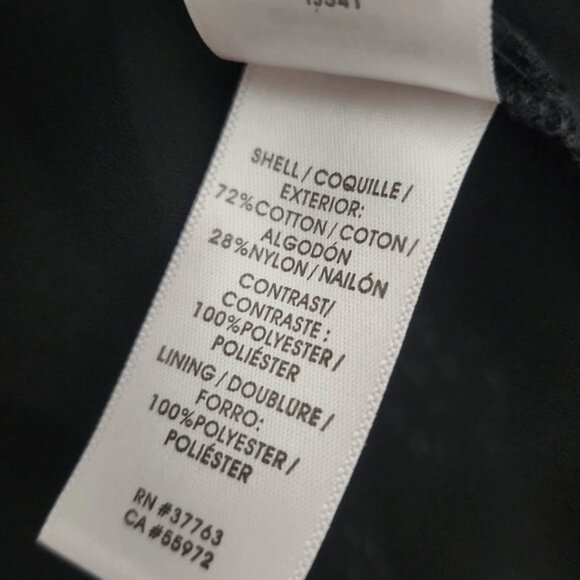 SHELL / COQUILLE /
EXTERIOR:
72%COTTON / COTON /
ALGODÓN
28%NYLON / NAILÓN
CONTRAST/
CONTRASTE :
100%POLYESTER /
POLIÉSTER
LINING / DOUBLURE /
FORRO:
100%POLYESTER /
POLIÉSTER
RN #37763
CA #55972